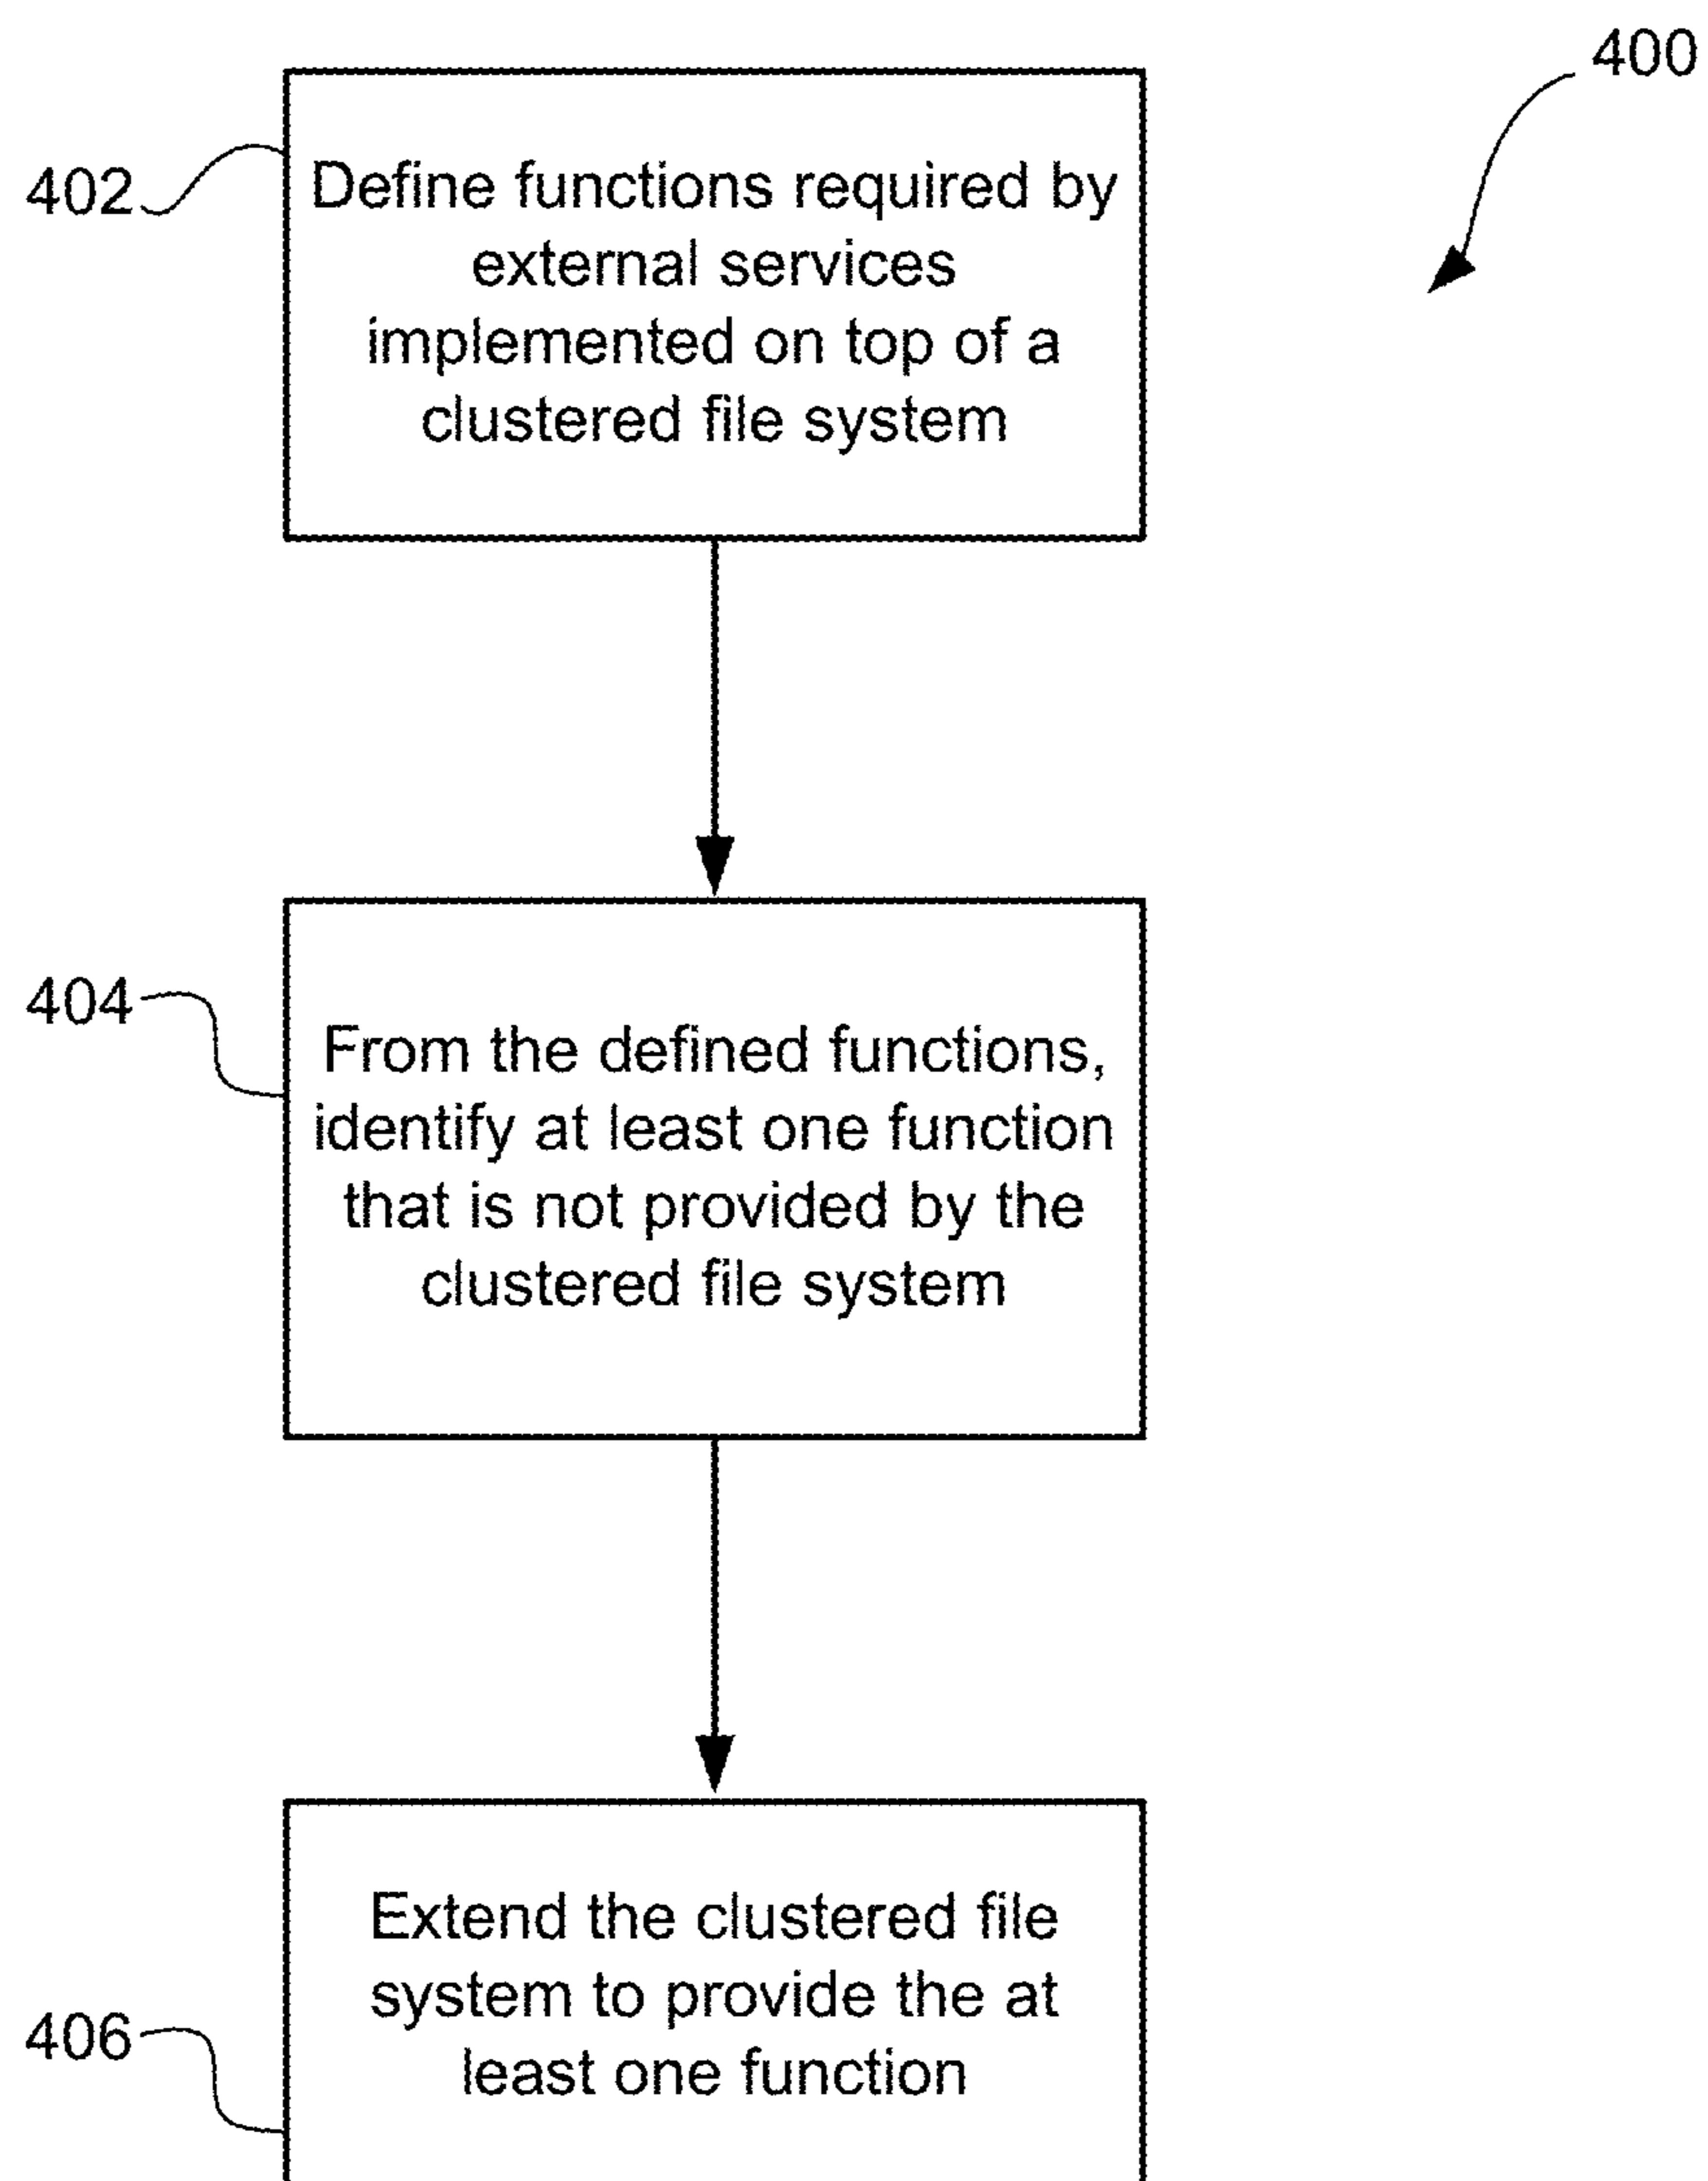 400
402
Define functions required by
external services
implemented on top of a
clustered file system
404
From the defined functions,
identify at least one function
that is not provided by the
clustered file system
406
Extend the clustered file
system to provide the at
least one function